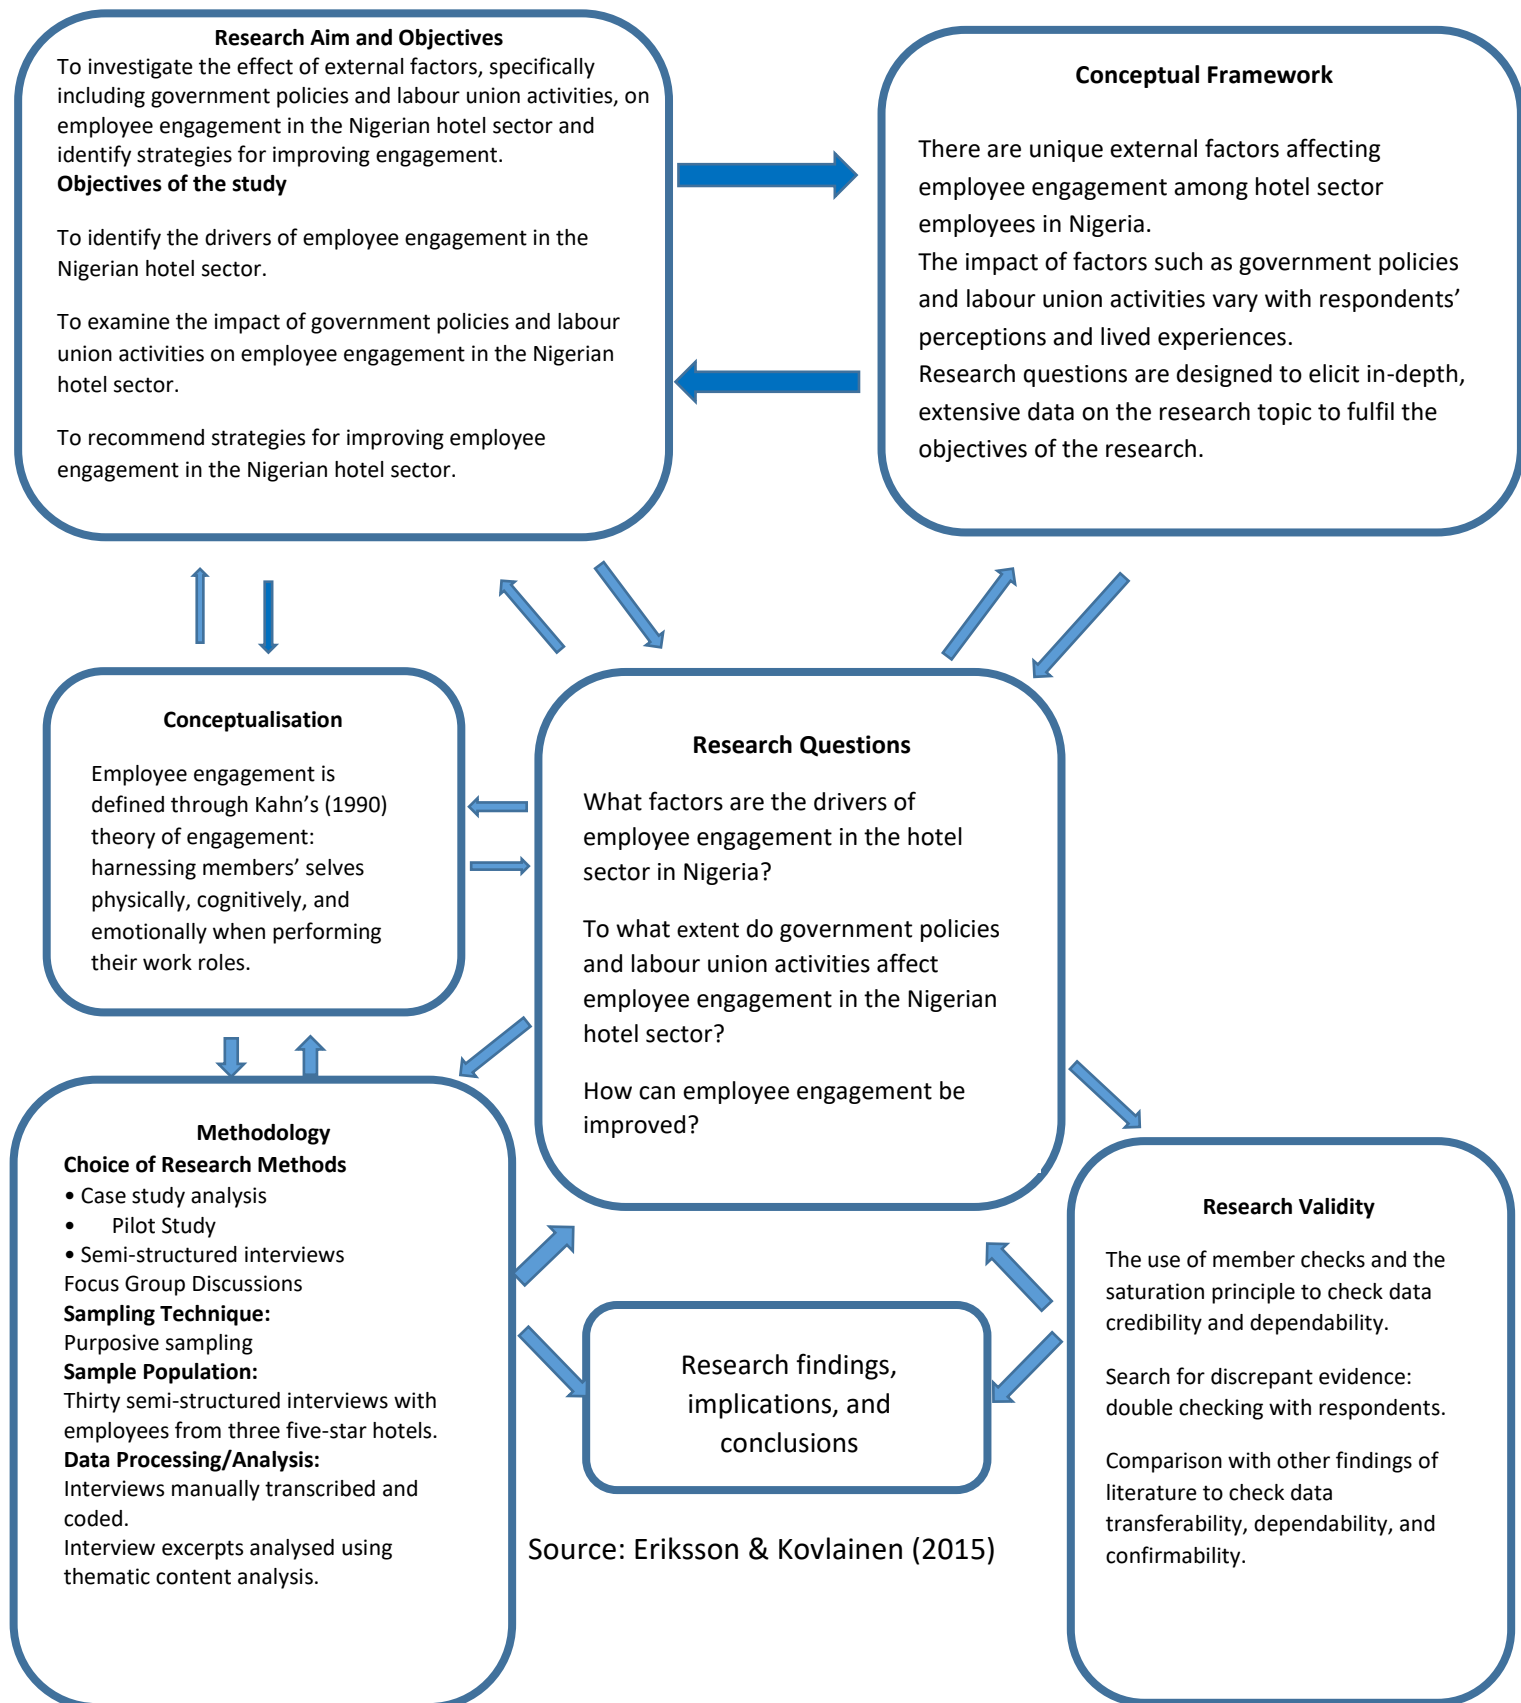 Research Aim and Objectives
To investigate the effect of external factors, specifically
including government policies and labour union activities, on
employee engagement in the Nigerian hotel sector and
identify strategies for improving engagement.
Objectives of the study
To identify the drivers of employee engagement in the
Nigerian hotel sector.
To examine the impact of government policies and labour
union activities on employee engagement in the Nigerian
hotel sector.
To recommend strategies for improving employee
engagement in the Nigerian hotel sector.
Conceptual Framework
There are unique external factors affecting
employee engagement among hotel sector
employees in Nigeria.
The impact of factors such as government policies
and labour union activities vary with respondents’
perceptions and lived experiences.
Research questions are designed to elicit in-depth,
extensive data on the research topic to fulfil the
objectives of the research.
Conceptualisation
Employee engagement is
defined through Kahn’s (1990)
theory of engagement:
harnessing members’ selves
physically, cognitively, and
emotionally when performing
their work roles.
Research Questions
What factors are the drivers of
employee engagement in the hotel
sector in Nigeria?
To what extent do government policies
and labour union activities affect
employee engagement in the Nigerian
hotel sector?
How can employee engagement be
improved?
Methodology
Choice of Research Methods
• Case study analysis
• Pilot Study
• Semi-structured interviews
Focus Group Discussions
Sampling Technique:
Purposive sampling
Sample Population:
Thirty semi-structured interviews with
employees from three five-star hotels.
Data Processing/Analysis:
Interviews manually transcribed and
coded.
Interview excerpts analysed using
thematic content analysis.
Research findings,
implications, and
conclusions
Source: Eriksson & Kovlainen (2015)
Research Validity
The use of member checks and the
saturation principle to check data
credibility and dependability.
Search for discrepant evidence:
double checking with respondents.
Comparison with other findings of
literature to check data
transferability, dependability, and
confirmability.